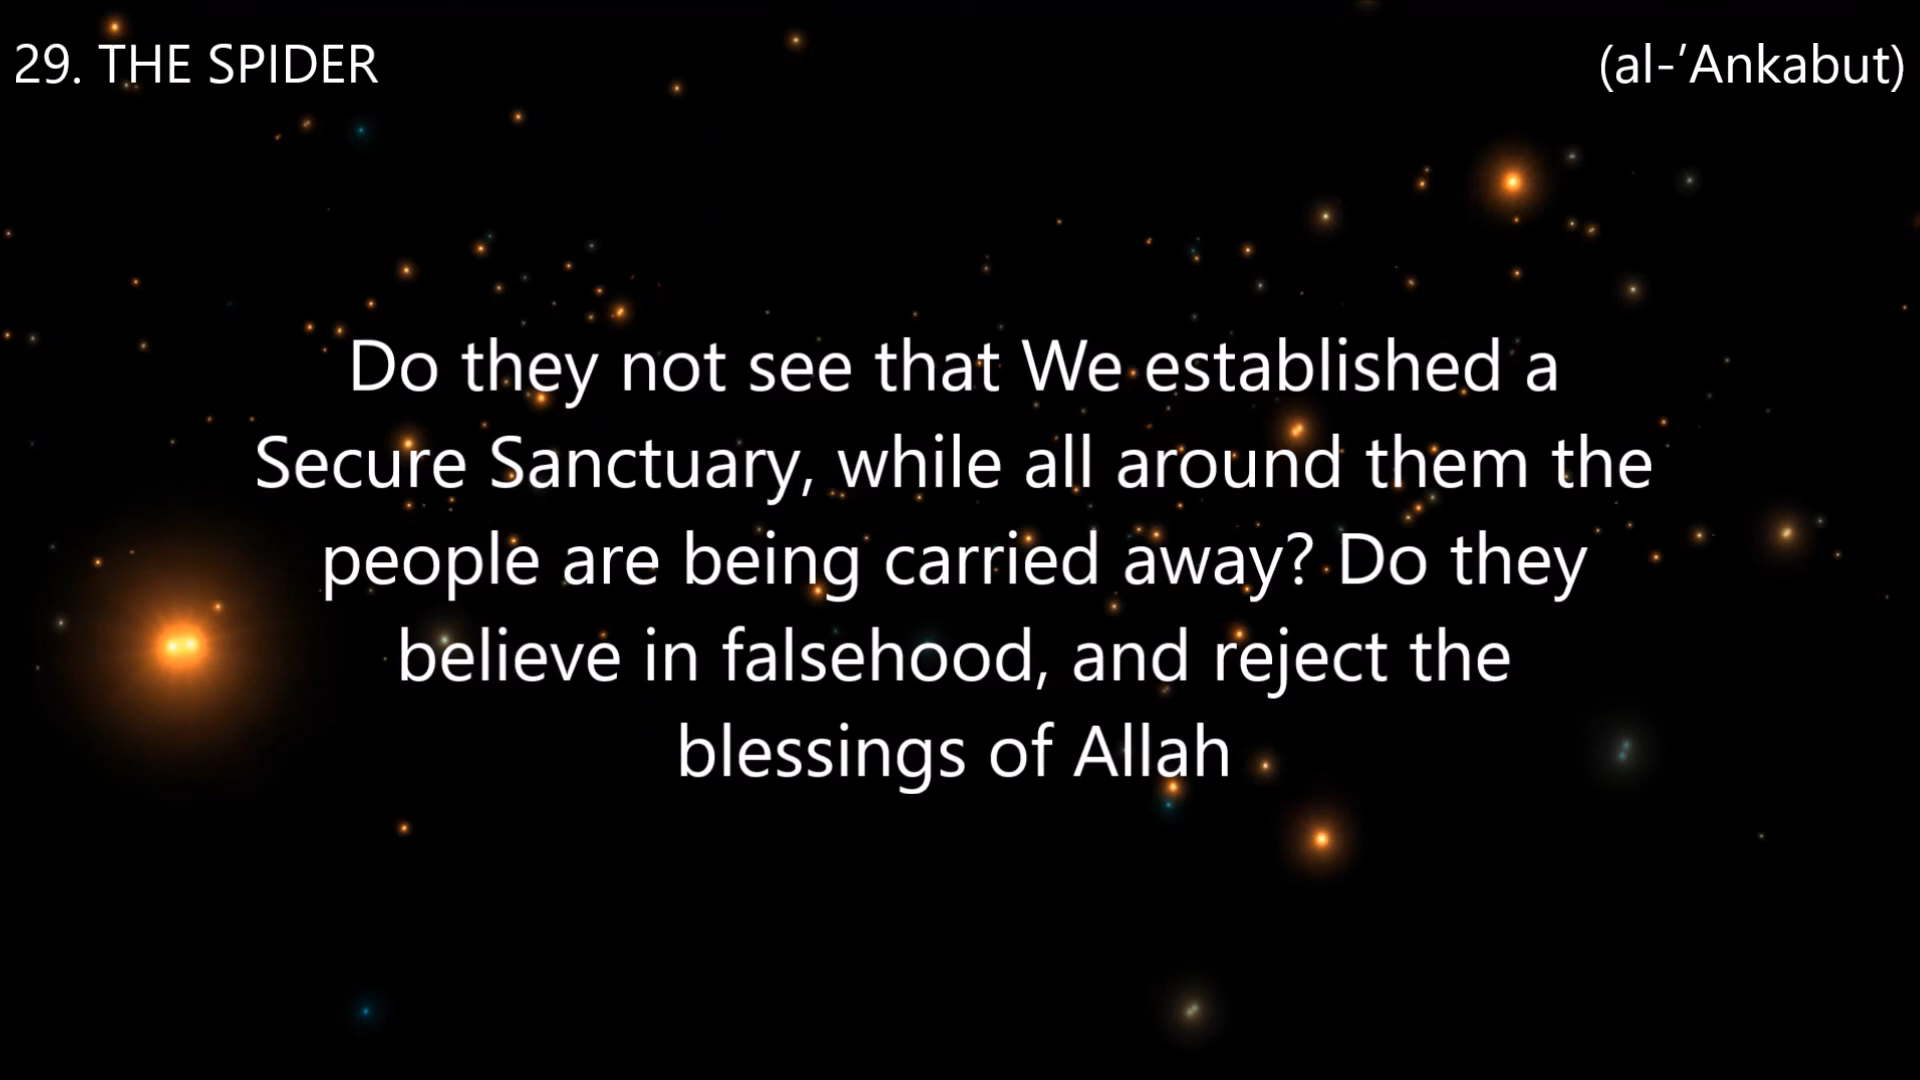 29. THE SPIDER
(al-’Ankabut)
Do they not see that We established a
Secure Sanctuary, while all around them the
people are being carried away? Do they
believe in falsehood, and reject the
blessings of Allah